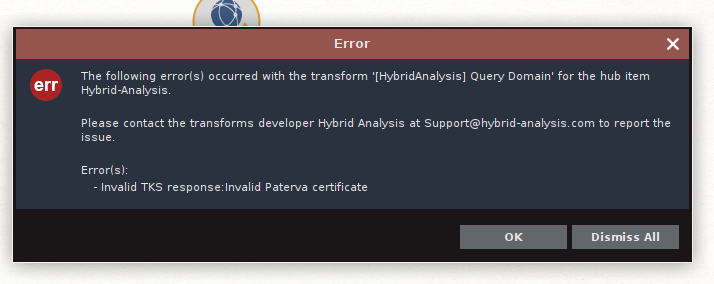 Error
err
The following error(s) occurred with the transform '[HybridAnalysis] Query Domain' for the hub item
Hybrid-Analysis.
Please contact the transforms developer Hybrid Analysis at Support@hybrid-analysis.com to report the
issue.
Error(s):
- Invalid TKS response:Invalid Paterva certificate
OK
Dismiss All